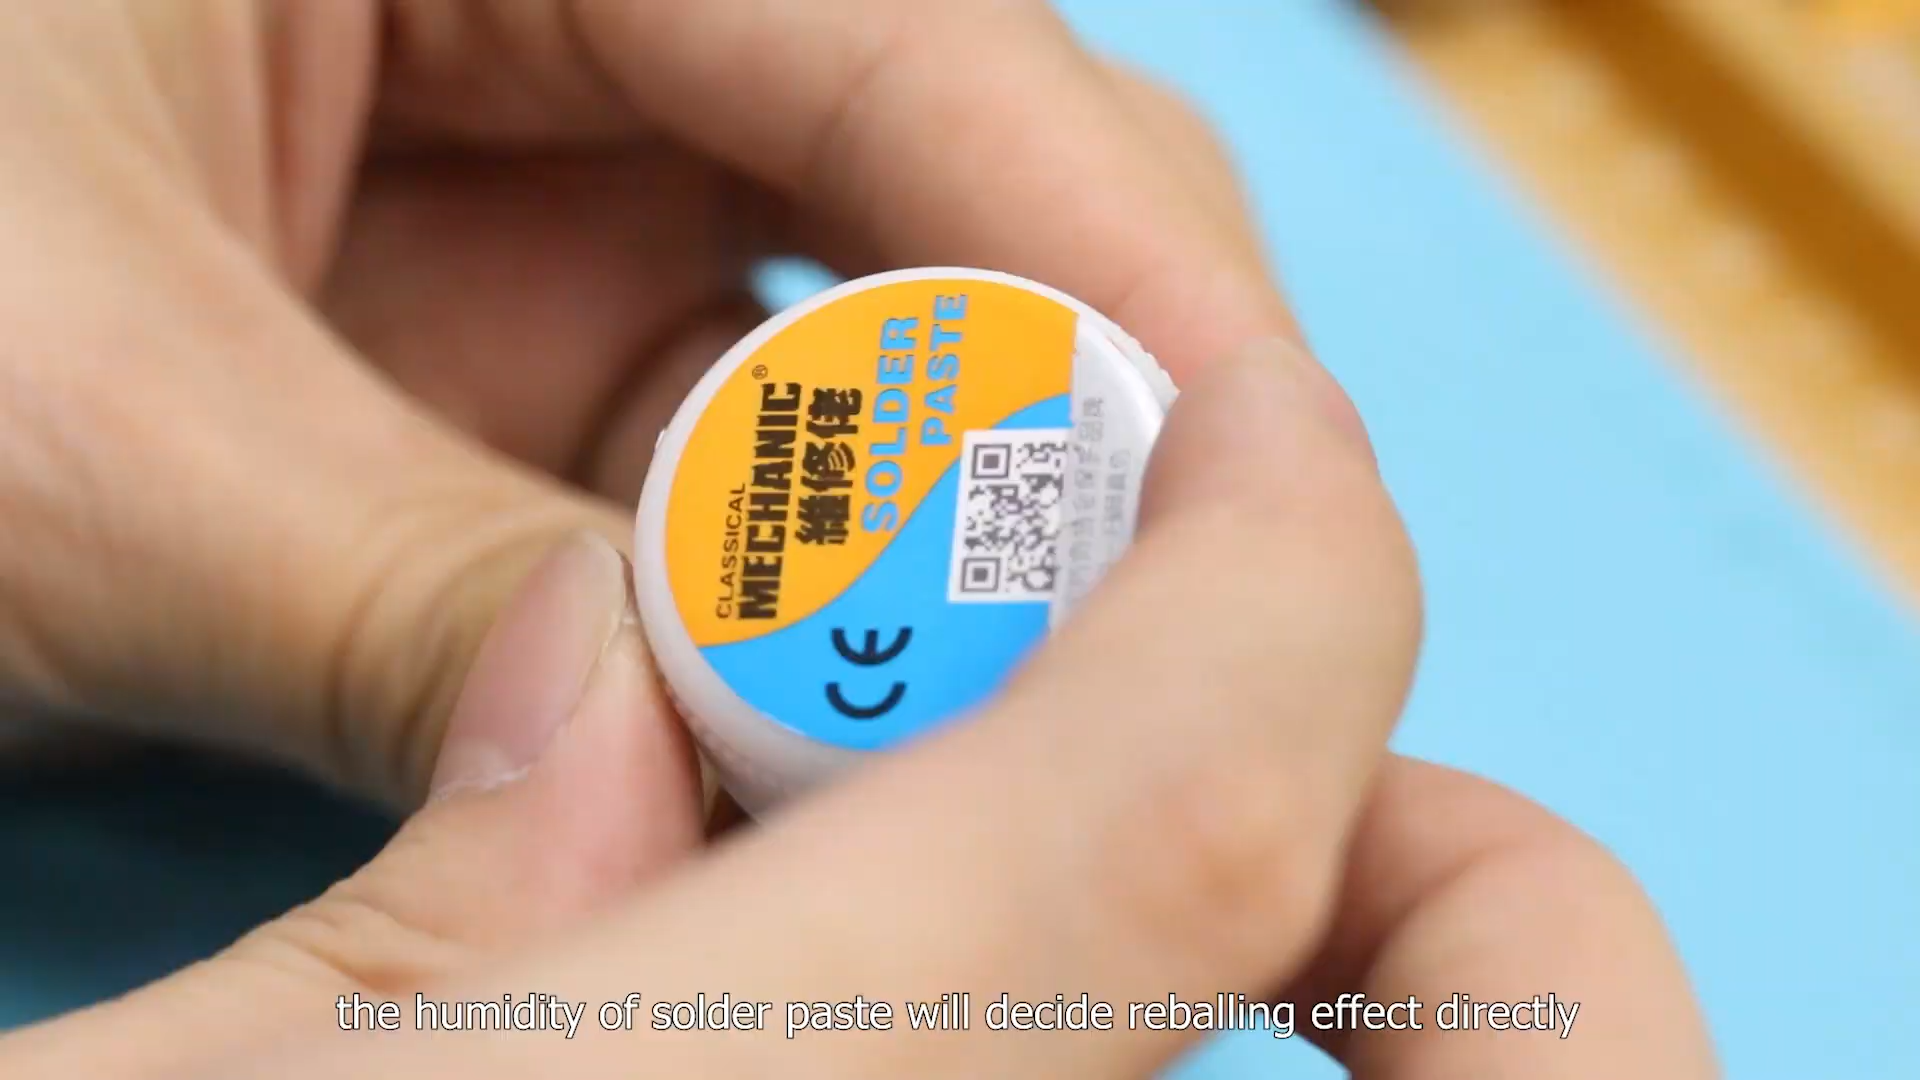 CLASSICAL
MECHANIC®
維修佬
SOLDER
PASTE
CE
the humidity of solder paste will decide reballing effect directly